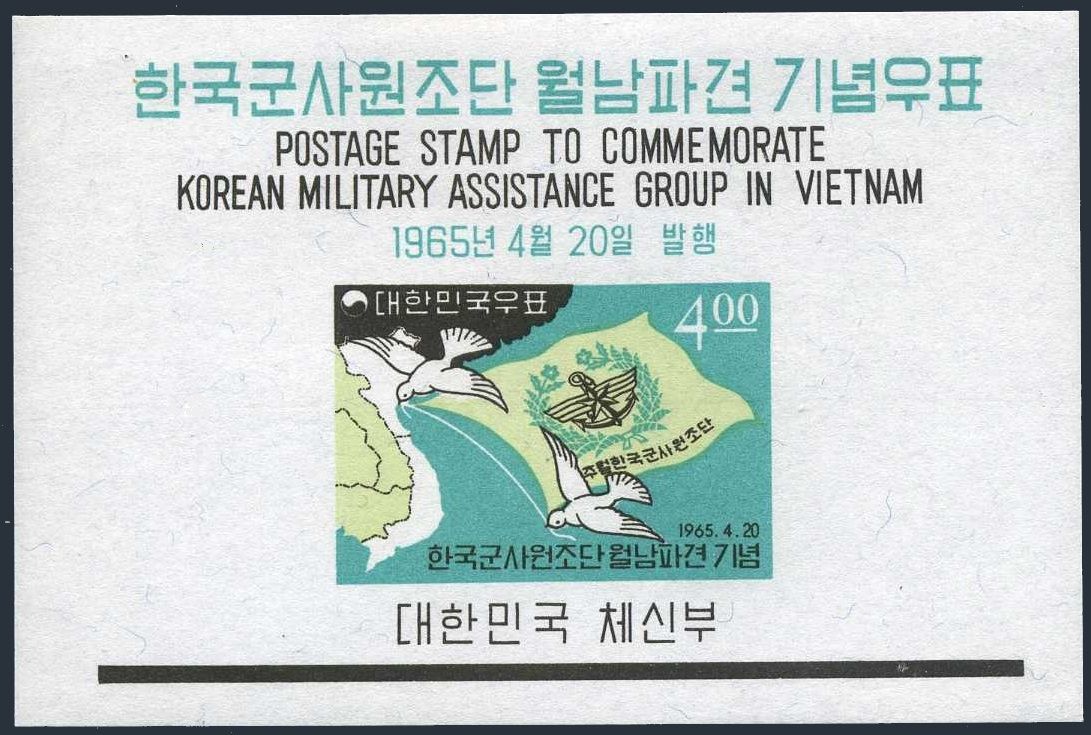 한국군사원조단 월남파견 기념우표
POSTAGE STAMP TO COMMEMORATE
KOREAN MILITARY ASSISTANCE GROUP IN VIETNAM
1965년 4월 20일 발행
대한민국우표
400
주월한국군사원조단
1965. 4. 20
한국군사원조단 월남파견 기념
대한민국 체신부